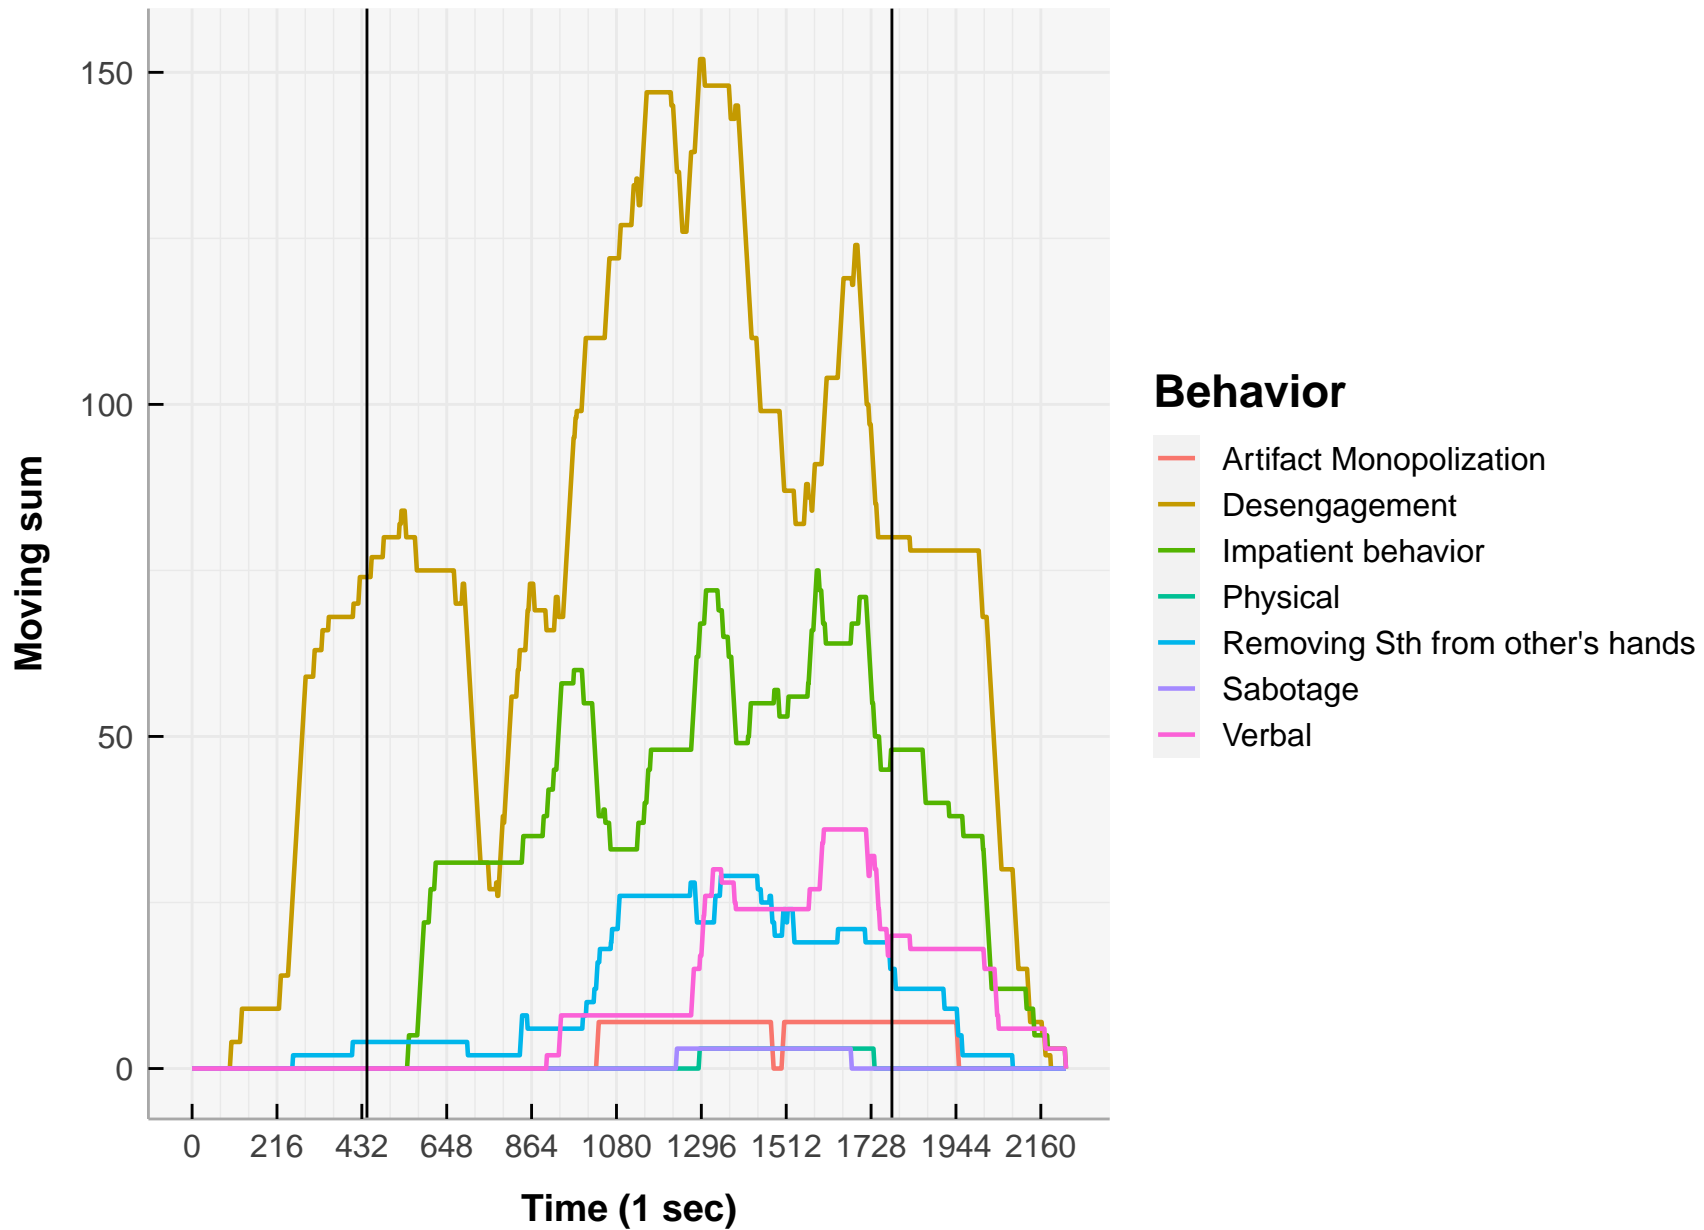 150
100
50
0
Moving sum
0 216 432 648 864 1080 1296 1512 1728 1944 2160
Time (1 sec)
Behavior
Artifact Monopolization
Desengagement
Impatient behavior
Physical
Removing Sth from other's hands
Sabotage
Verbal